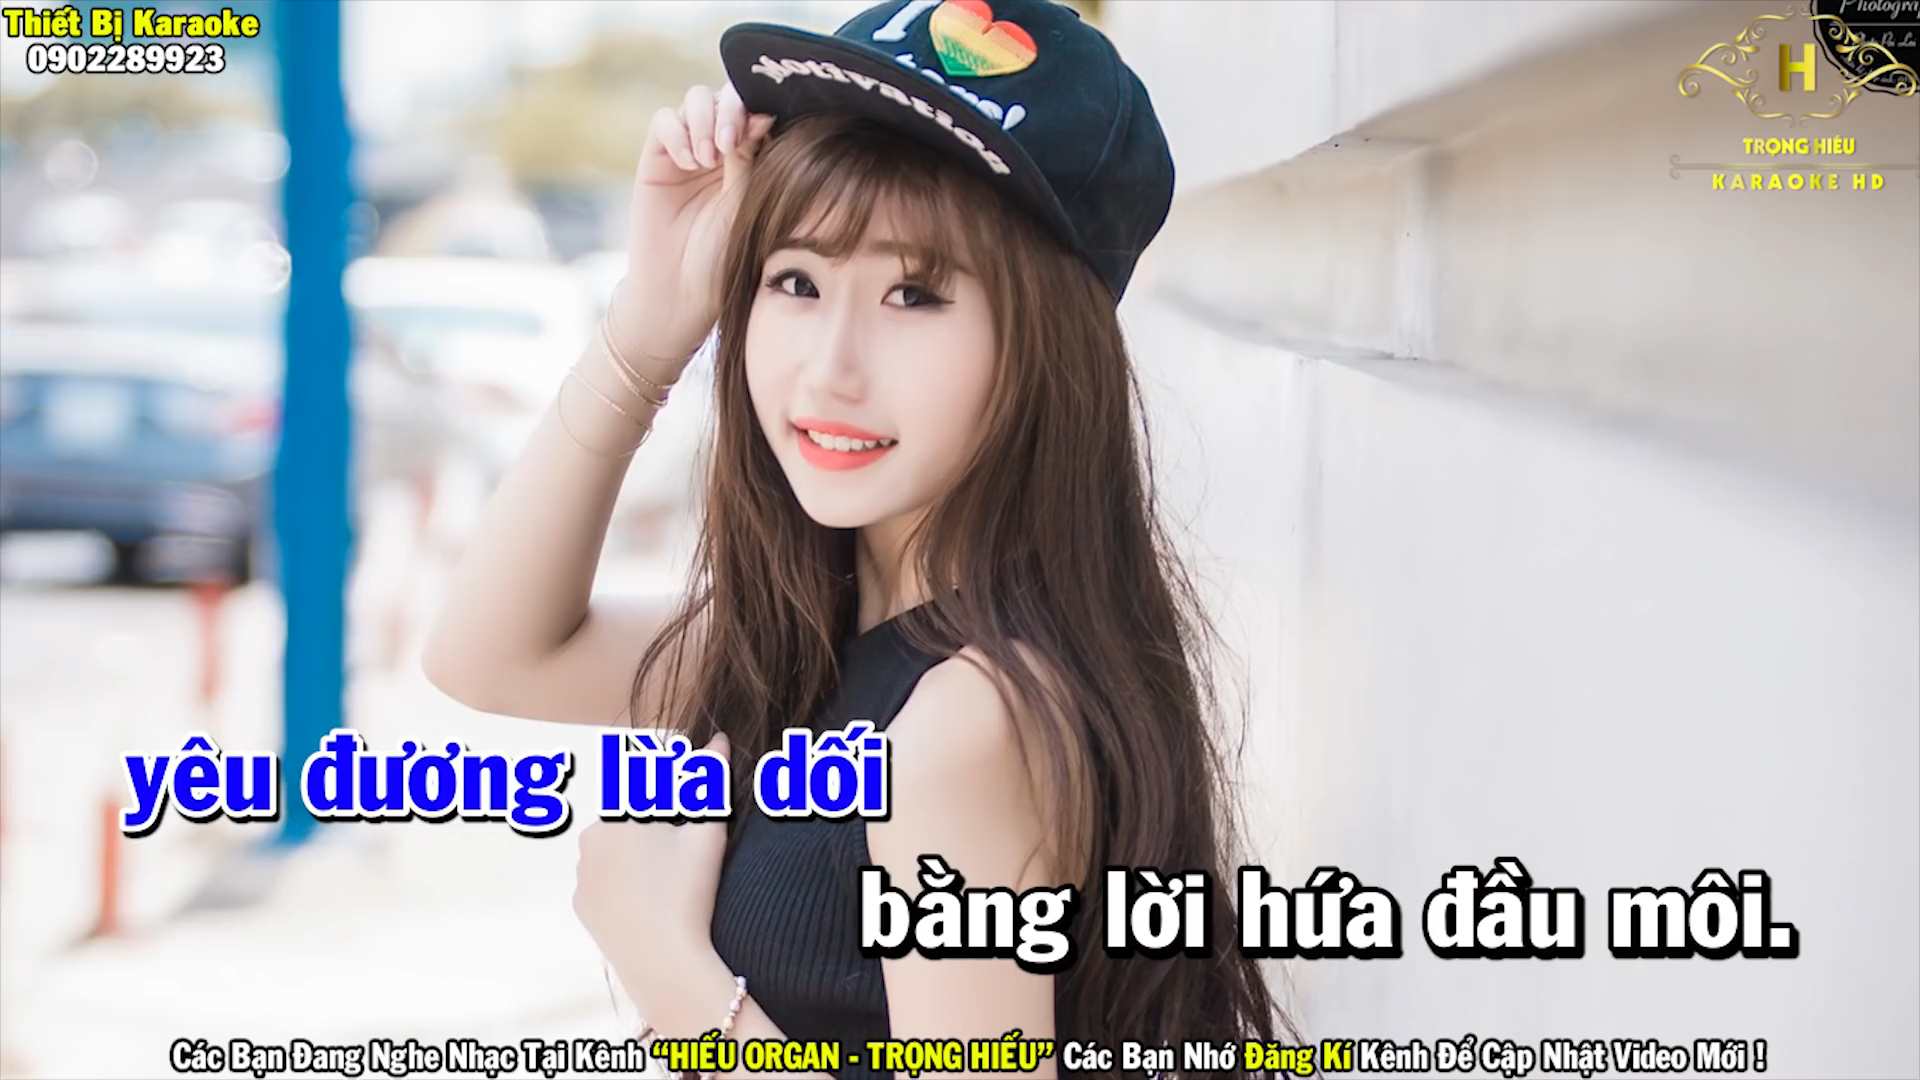 Thiết Bị Karaoke
0902289923
I
Motivation
H
TRỌNG HIẾU
KARAOKE HD
yêu đương lừa dối
bằng lời hứa đầu môi.
Các Bạn Đang Nghe Nhạc Tại Kênh “HIẾU ORGAN - TRỌNG HIẾU” Các Bạn Nhớ Đăng Kí Kênh Để Cập Nhật Video Mới !